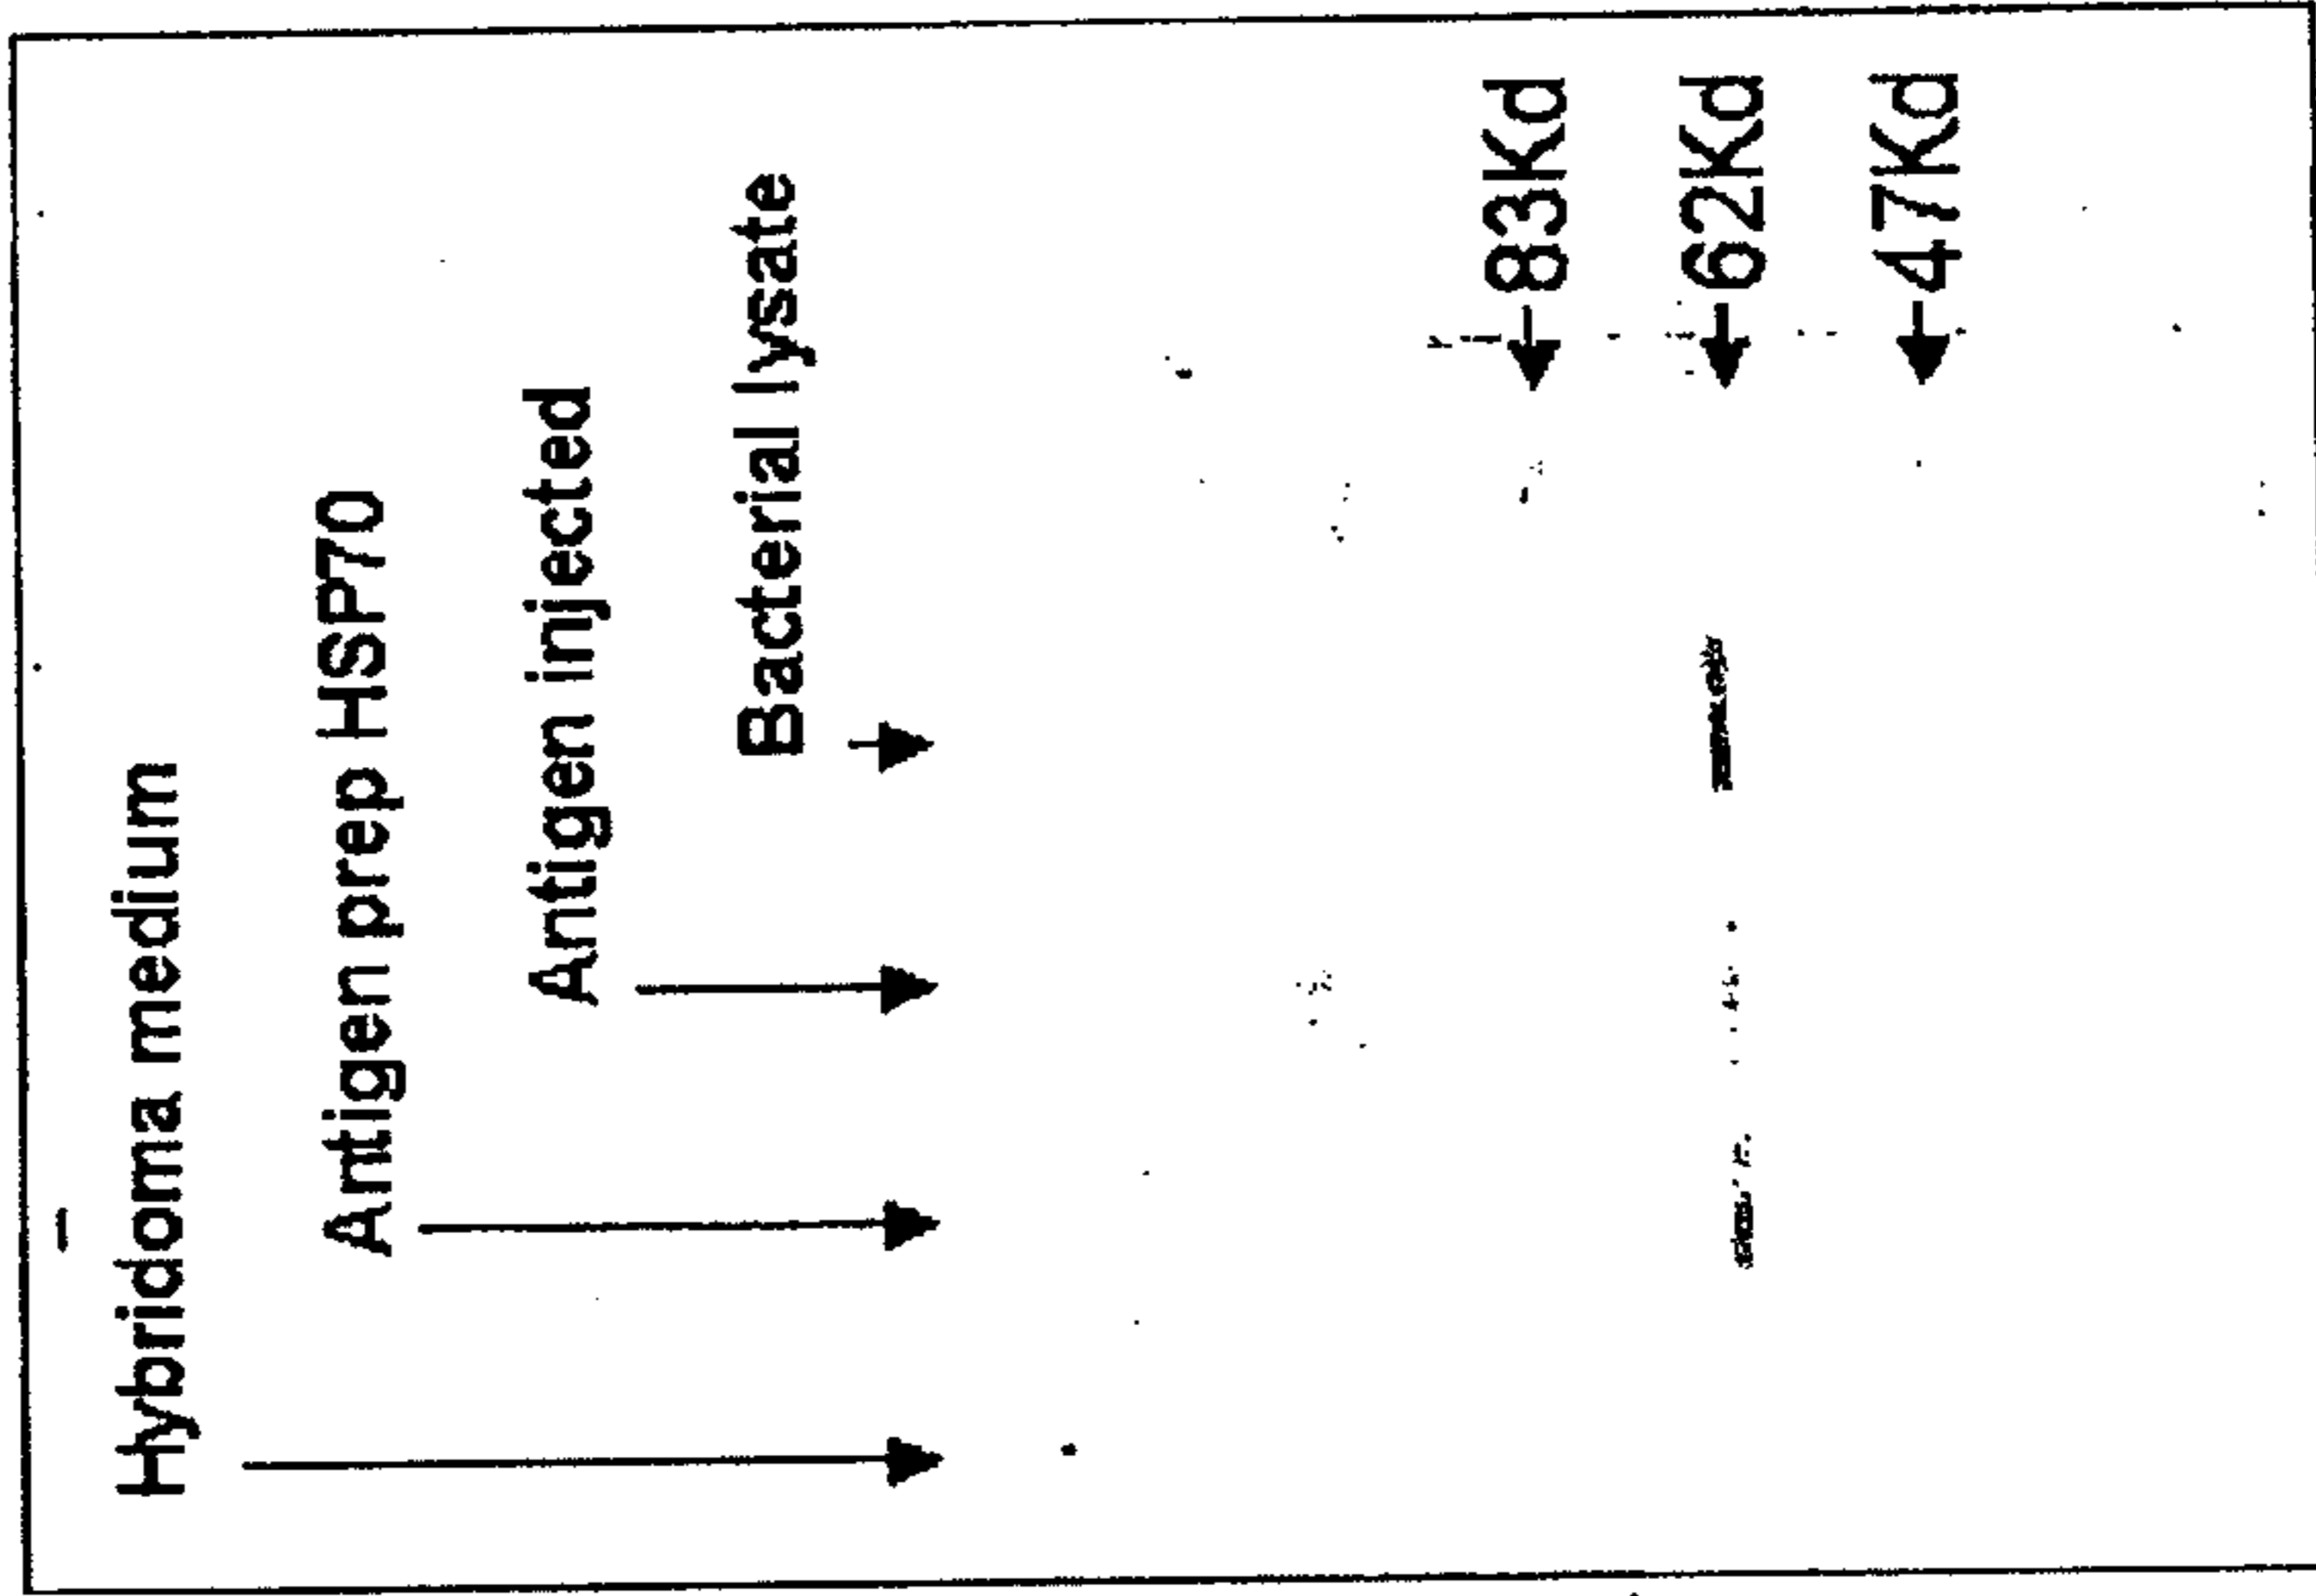 Hybridoma medium
Antigen prep HSP70
Antigen injected
Bacterial lysate
83Kd
62Kd
47Kd